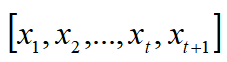 [x₁, x₂,..., xₜ, xₜ₊₁]